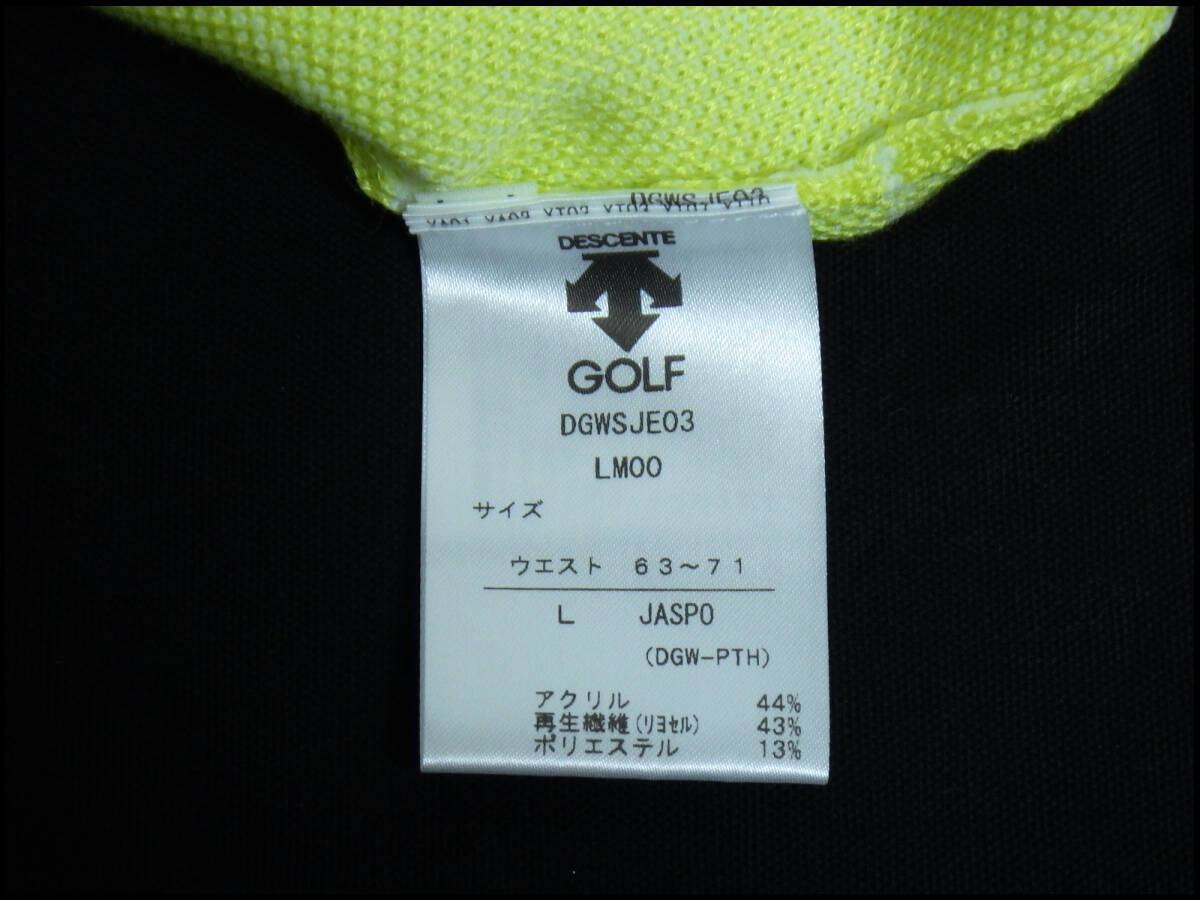 DGWSJE03
DESCENTE
GOLF
DGWSJE03
LM00
サイズ
ウエスト 63～71
L JASPO
(DGW-PTH)
アクリル 44%
再生繊維(リヨセル) 43%
ポリエステル 13%